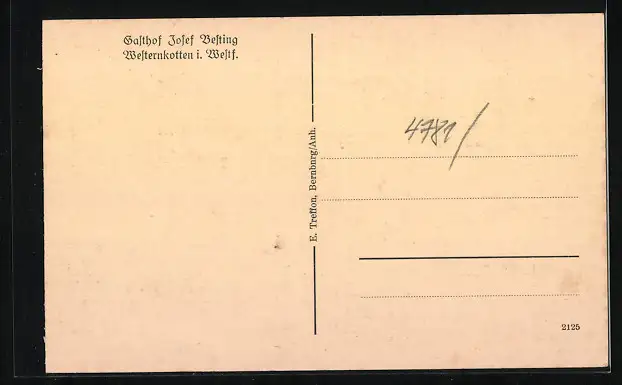 Gasthof Josef Besting
Westernkotten i. Westf.
E. Treffon, Bernburg/Anh.
4781/
2125